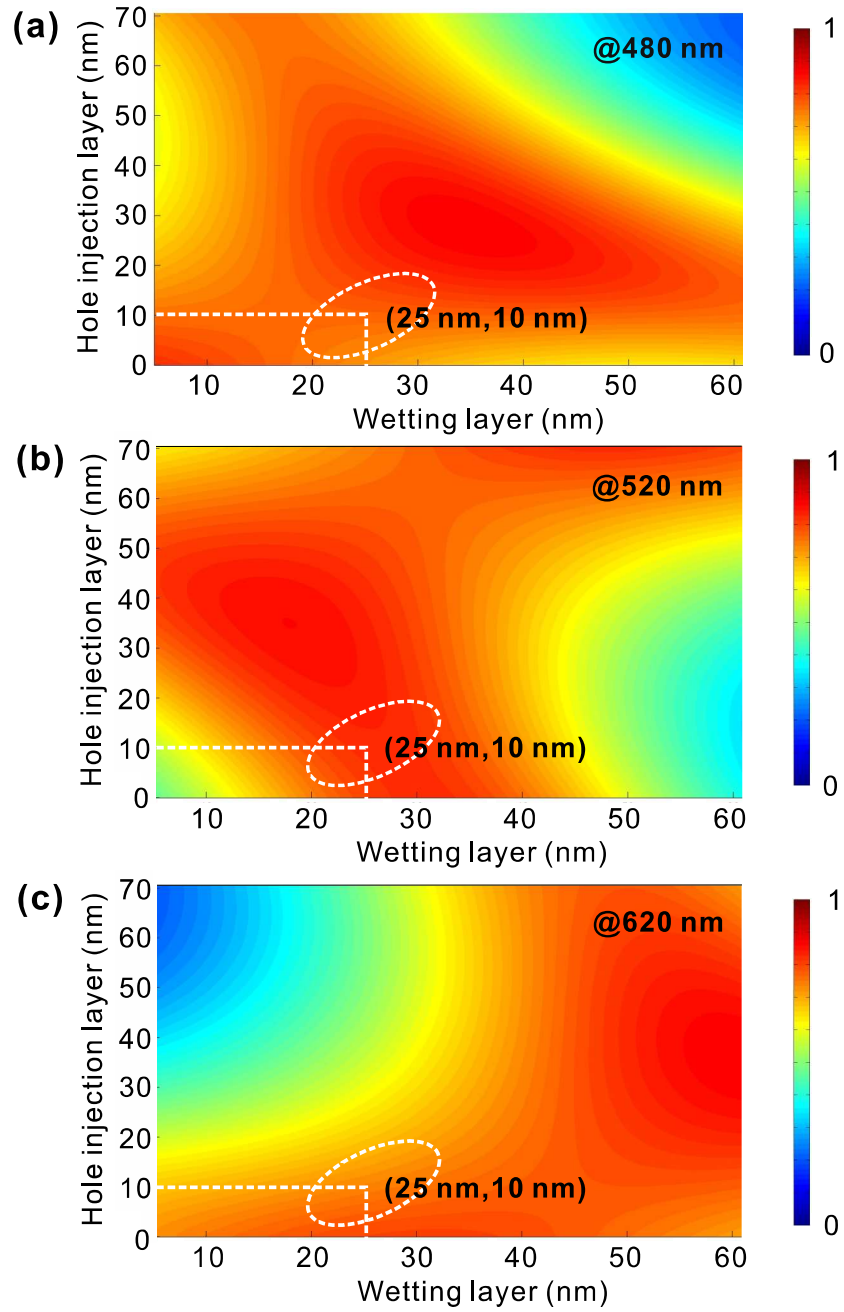 (a)
70
60
50
40
30
20
10
0
Hole injection layer (nm)
@480 nm
(25 nm,10 nm)
10 20 30 40 50 60
Wetting layer (nm)
1
0
(b)
70
60
50
40
30
20
10
0
Hole injection layer (nm)
@520 nm
(25 nm,10 nm)
10 20 30 40 50 60
Wetting layer (nm)
1
0
(c)
70
60
50
40
30
20
10
0
Hole injection layer (nm)
@620 nm
(25 nm,10 nm)
10 20 30 40 50 60
Wetting layer (nm)
1
0